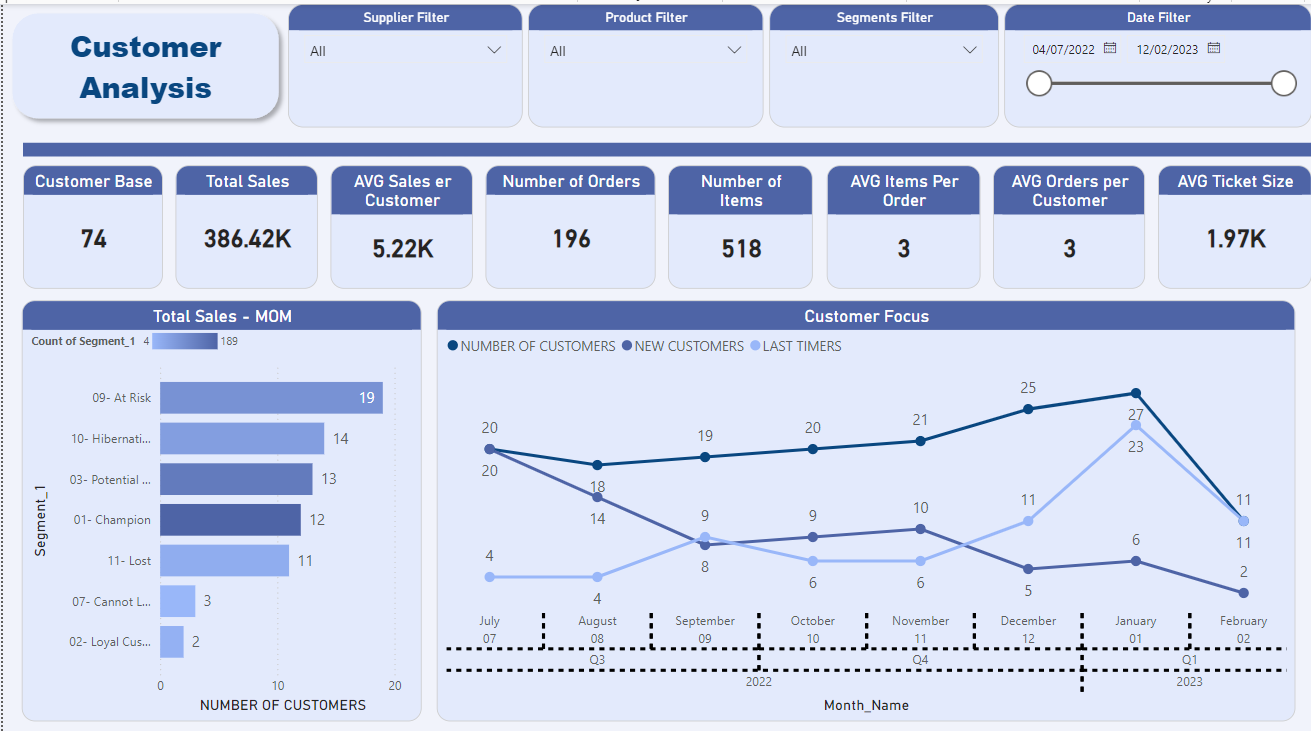 Customer
Analysis
Supplier Filter
All
Product Filter
All
Segments Filter
All
Date Filter
04/07/2022
12/02/2023
Customer Base
74
Total Sales
386.42K
AVG Sales er
Customer
5.22K
Number of Orders
196
Number of
Items
518
AVG Items Per
Order
3
AVG Orders per
Customer
3
AVG Ticket Size
1.97K
Total Sales - MOM
Count of Segment_1 4 189
Segment_1
09- At Risk 19
10- Hibernati... 14
03- Potential ... 13
01- Champion 12
11- Lost 11
07- Cannot L... 3
02- Loyal Cus... 2
0 10 20
NUMBER OF CUSTOMERS
Customer Focus
NUMBER OF CUSTOMERS NEW CUSTOMERS LAST TIMERS
20 18 19 20 21 25 27 11
20 14 8 9 10 5 6 2
4 4 9 6 6 11 23 11
July August September October November December January February
07 08 09 10 11 12 01 02
Q3 Q4 Q1
2022 2023
Month_Name